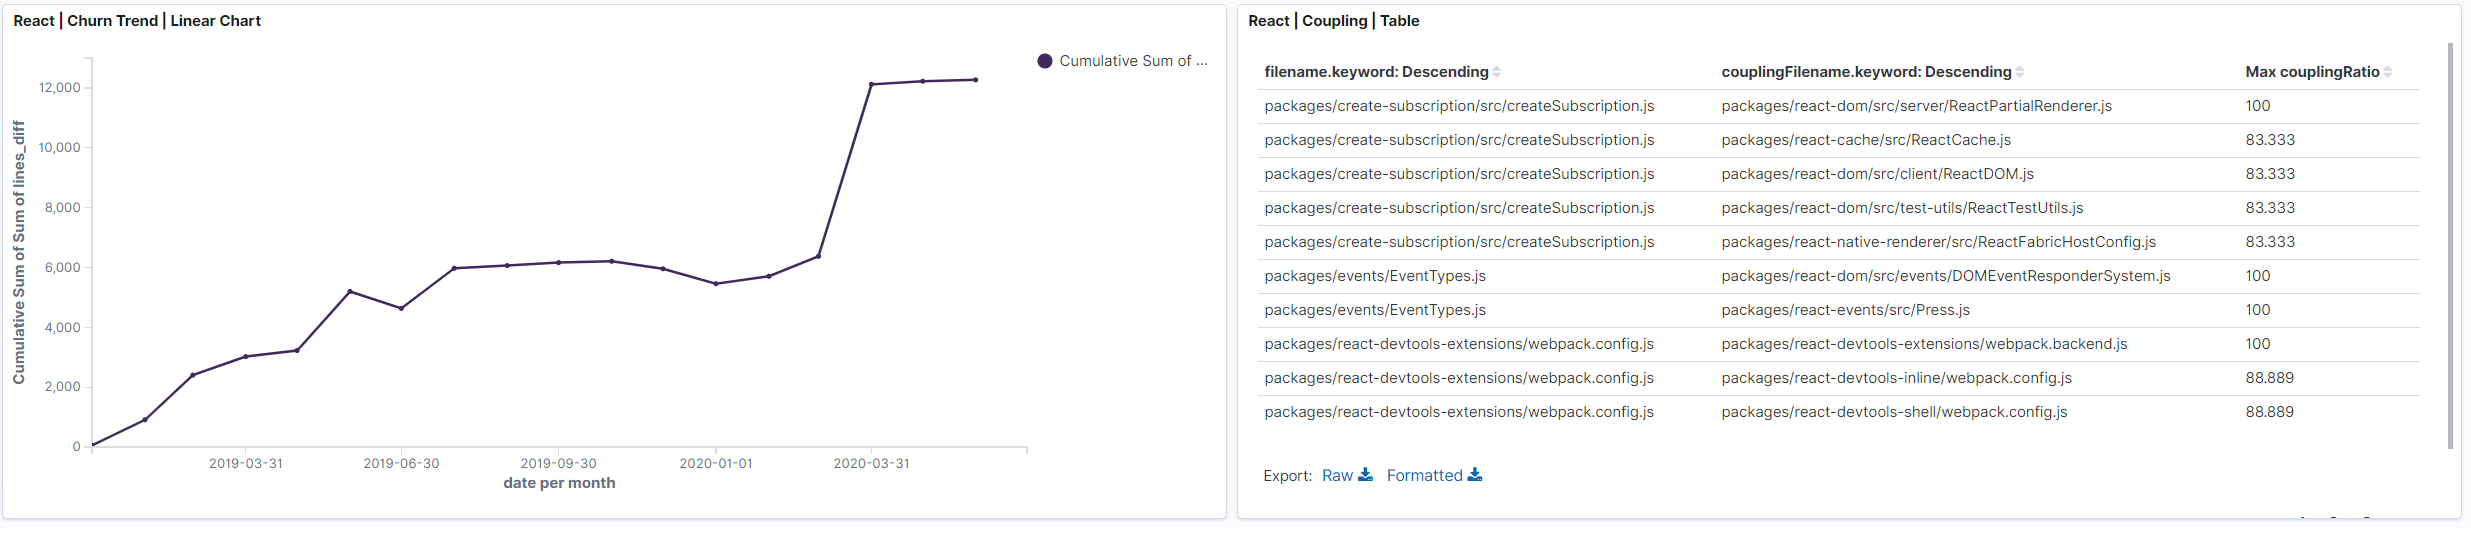 React | Churn Trend | Linear Chart
Cumulative Sum of ...
Cumulative Sum of Sum of lines_diff
12,000
10,000
8,000
6,000
4,000
2,000
0
2019-03-31 2019-06-30 2019-09-30 2020-01-01 2020-03-31
date per month
React | Coupling | Table
filename.keyword: Descending couplingFilename.keyword: Descending Max couplingRatio
packages/create-subscription/src/createSubscription.js packages/react-dom/src/server/ReactPartialRenderer.js 100
packages/create-subscription/src/createSubscription.js packages/react-cache/src/ReactCache.js 83.333
packages/create-subscription/src/createSubscription.js packages/react-dom/src/client/ReactDOM.js 83.333
packages/create-subscription/src/createSubscription.js packages/react-dom/src/test-utils/ReactTestUtils.js 83.333
packages/create-subscription/src/createSubscription.js packages/react-native-renderer/src/ReactFabricHostConfig.js 83.333
packages/events/EventTypes.js packages/react-dom/src/events/DOMEventResponderSystem.js 100
packages/events/EventTypes.js packages/react-events/src/Press.js 100
packages/react-devtools-extensions/webpack.config.js packages/react-devtools-extensions/webpack.backend.js 100
packages/react-devtools-extensions/webpack.config.js packages/react-devtools-inline/webpack.config.js 88.889
packages/react-devtools-extensions/webpack.config.js packages/react-devtools-shell/webpack.config.js 88.889
Export: Raw Formatted